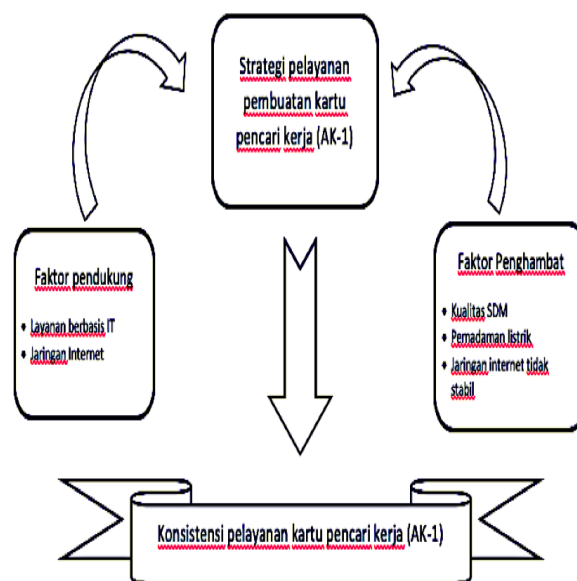 Strategi pelayanan
pembuatan kartu
pencari kerja (AK-1)
Faktor pendukung
• Layanan berbasis IT
• Jaringan Internet
Faktor Penghambat
• Kualitas SDM
• Pemadaman listrik
• Jaringan internet tidak
stabil
Konsistensi pelayanan kartu pencari kerja (AK-1)